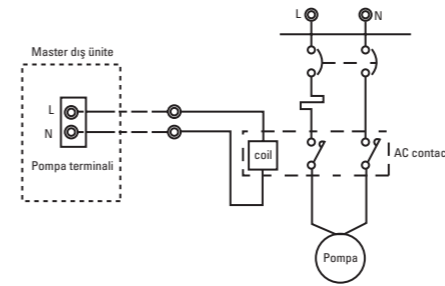 L N
Master dış ünite
L
N
coil
AC contac
Pompa terminali
Pompa